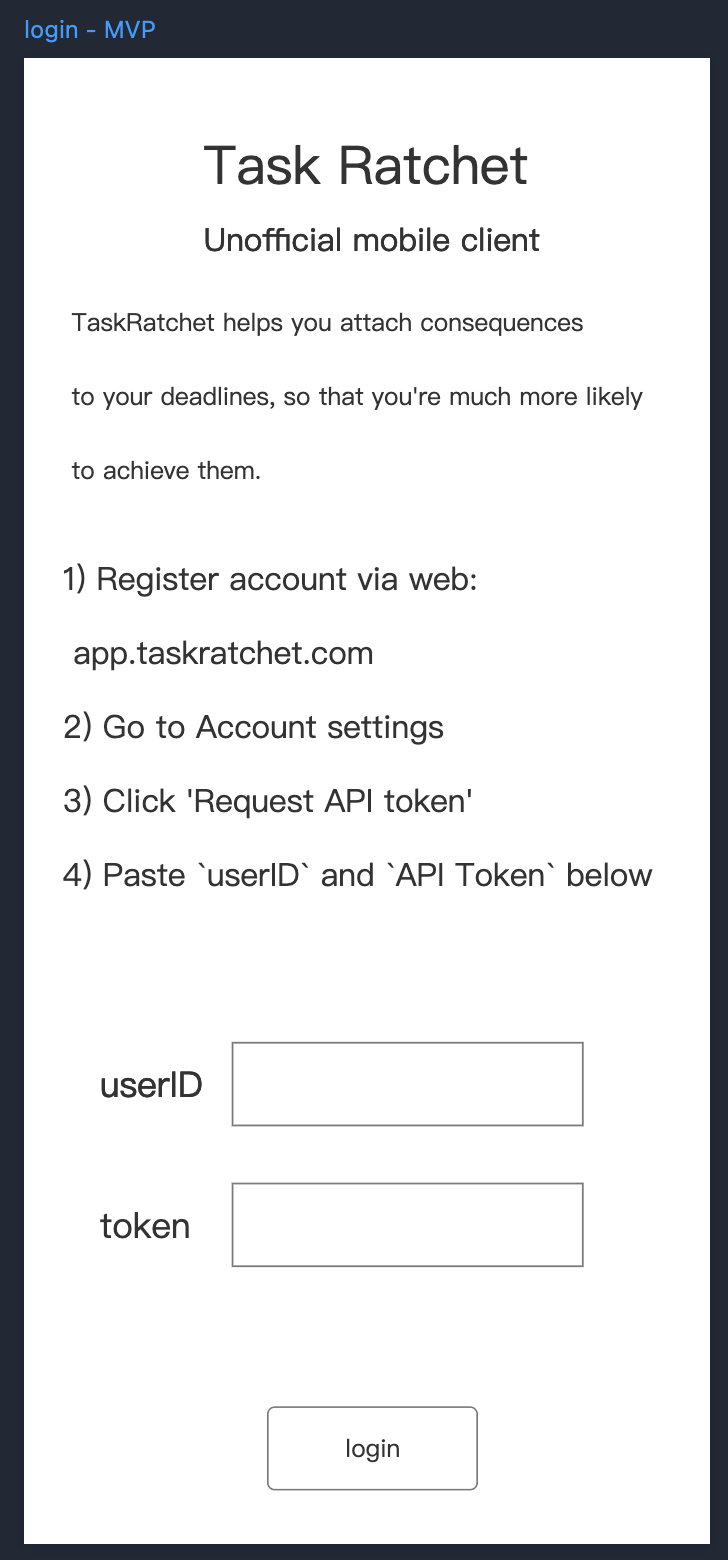 login - MVP
Task Ratchet
Unofficial mobile client
TaskRatchet helps you attach consequences
to your deadlines, so that you're much more likely
to achieve them.
1) Register account via web:
app.taskratchet.com
2) Go to Account settings
3) Click 'Request API token'
4) Paste `userID` and `API Token` below
userID
token
login